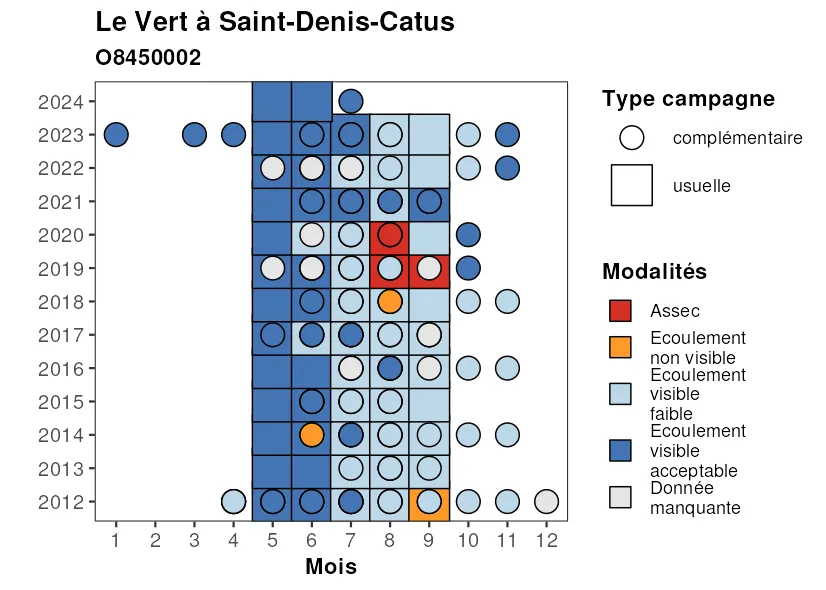 Le Vert à Saint-Denis-Catus
O8450002
2024
2023
2022
2021
2020
2019
2018
2017
2016
2015
2014
2013
2012
1 2 3 4 5 6 7 8 9 10 11 12
Mois
Type campagne
complémentaire
usuelle
Modalités
Assec
Ecoulement
non visible
Ecoulement
visible
faible
Ecoulement
visible
acceptable
Donnée
manquante